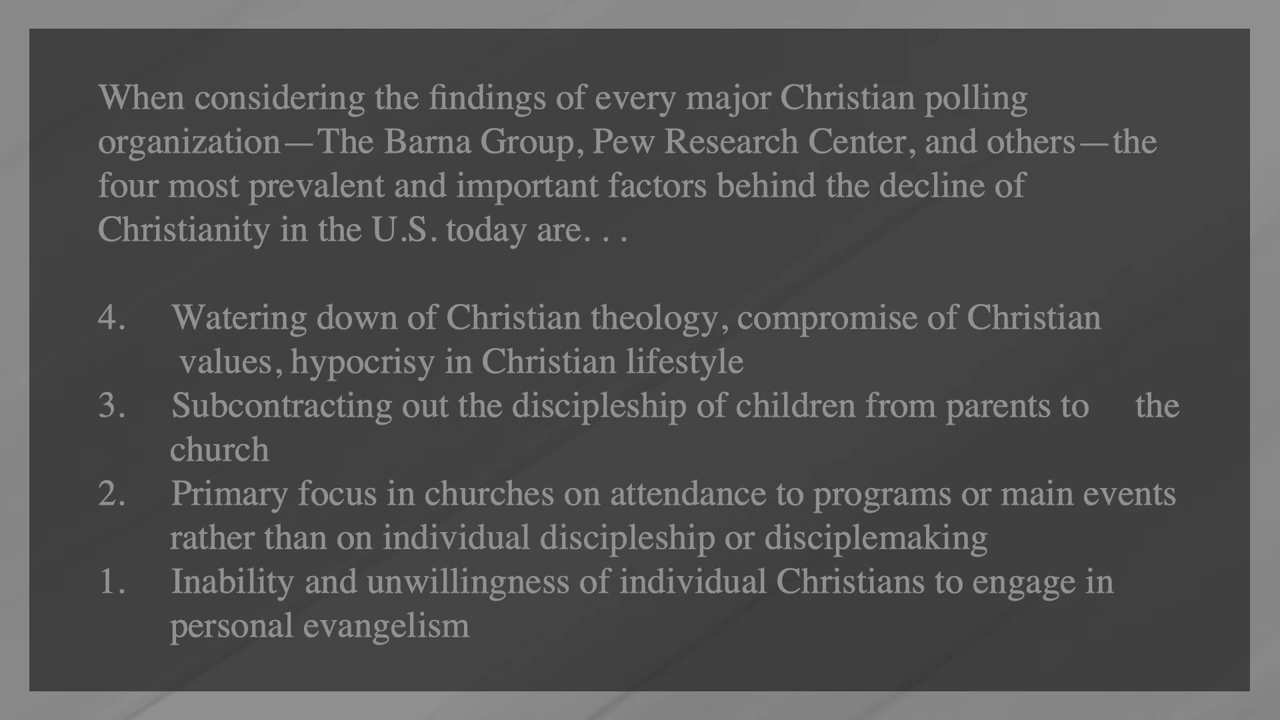 When considering the findings of every major Christian polling
organization—The Barna Group, Pew Research Center, and others—the
four most prevalent and important factors behind the decline of
Christianity in the U.S. today are. . .
4. Watering down of Christian theology, compromise of Christian
values, hypocrisy in Christian lifestyle
3. Subcontracting out the discipleship of children from parents to the
church
2. Primary focus in churches on attendance to programs or main events
rather than on individual discipleship or disciplemaking
1. Inability and unwillingness of individual Christians to engage in
personal evangelism